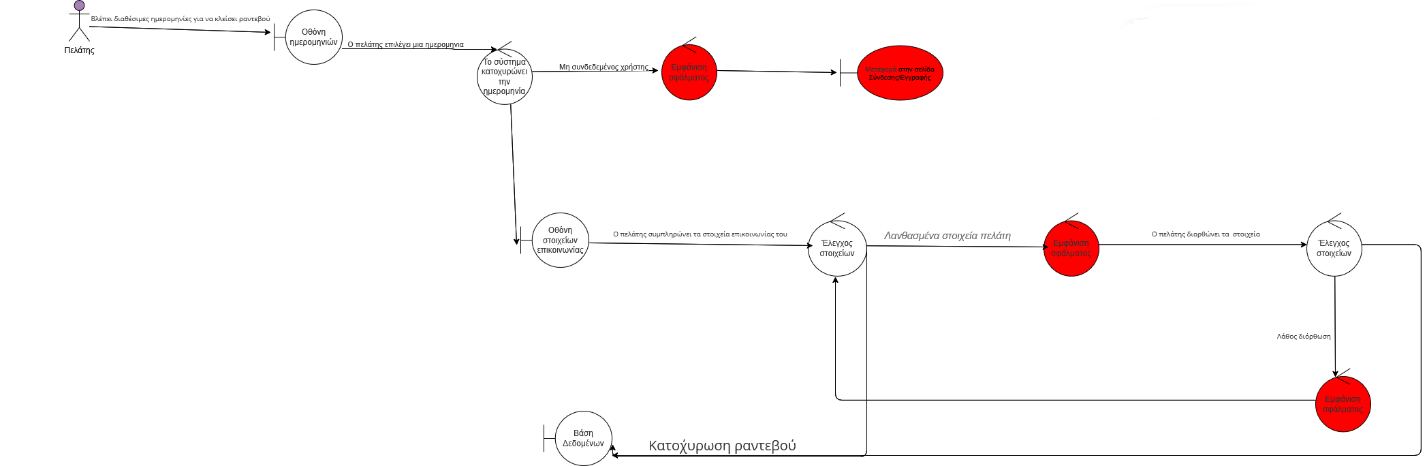 Βλέπει διαθέσιμες ημερομηνίες για να κλείσει ραντεβού
Πελάτης
Οθόνη
ημερομηνιών
Ο πελάτης επιλέγει μια ημερομηνια
Το σύστημα
κατοχυρώνει
την
ημερομηνία
Μη συνδεδεμένος χρήστης
Εμφάνιση
σφάλματος
στην σελίδα
Σύνδεσης/Εγγραφής
Οθόνη
στοιχείων
επικοινωνίας
Ο πελάτης συμπληρώνει τα στοιχεία επικοινωνίας του
Έλεγχος
στοιχείων
Λανθασμένα στοιχεία πελάτη
Εμφάνιση
σφάλματος
Ο πελάτης διορθώνει τα στοιχεία
Έλεγχος
στοιχείων
Λάθος διόρθωση
Εμφάνιση
σφάλματος
Βάση
Δεδομένων
Κατοχύρωση ραντεβού